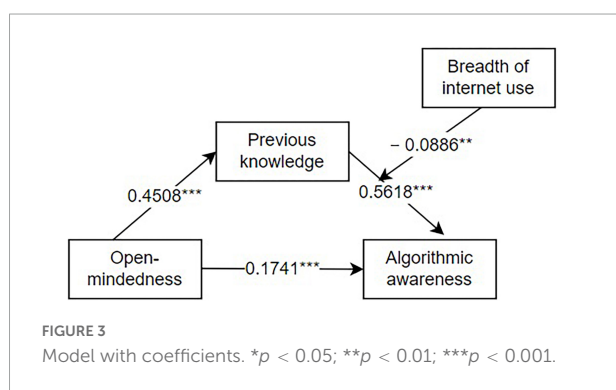 Breadth of
internet use
Previous
knowledge
− 0.0886**
0.4508***
0.5618***
Open-
mindedness
0.1741***
Algorithmic
awareness
FIGURE 3
Model with coefficients. *p < 0.05; **p < 0.01; ***p < 0.001.